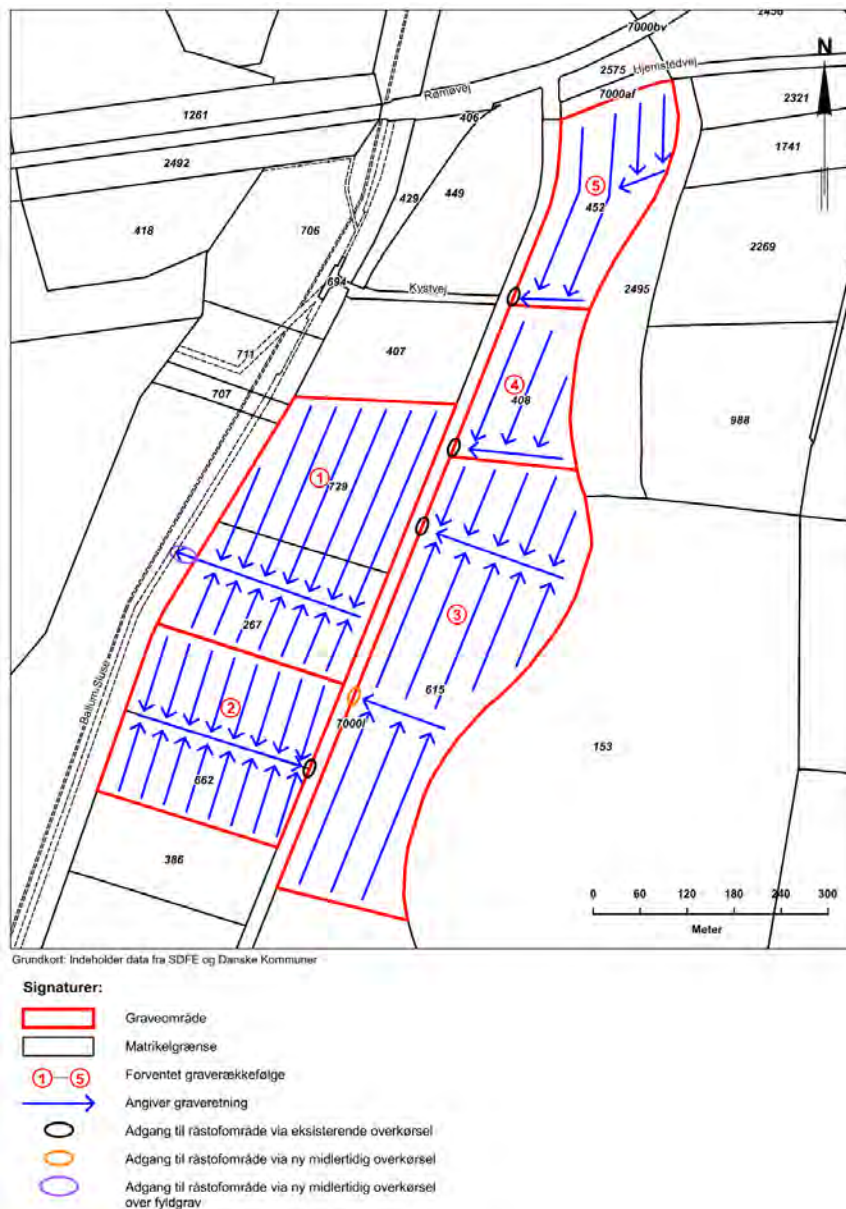 2458
7000bv
2575
Hjemstedvej
N
7000af
2321
Rømøvej
1261
406
1741
2492
449
⑤
429
452
418
706
2269
694
Kystvej
2495
711
407
④
707
408
988
①
729
③
267
615
②
7000i
153
Ballum Sluse
662
386
0 60 120 180 240 300
Meter
Grundkort: Indeholder data fra SDFE og Danske Kommuner
Signaturer:
Graveområde
Matrikelgrænse
①—⑤ Forventet graverækkefølge
Angiver graveretning
Adgang til råstofområde via eksisterende overkørsel
Adgang til råstofområde via ny midlertidig overkørsel
Adgang til råstofområde via ny midlertidig overkørsel
over fyldgrav